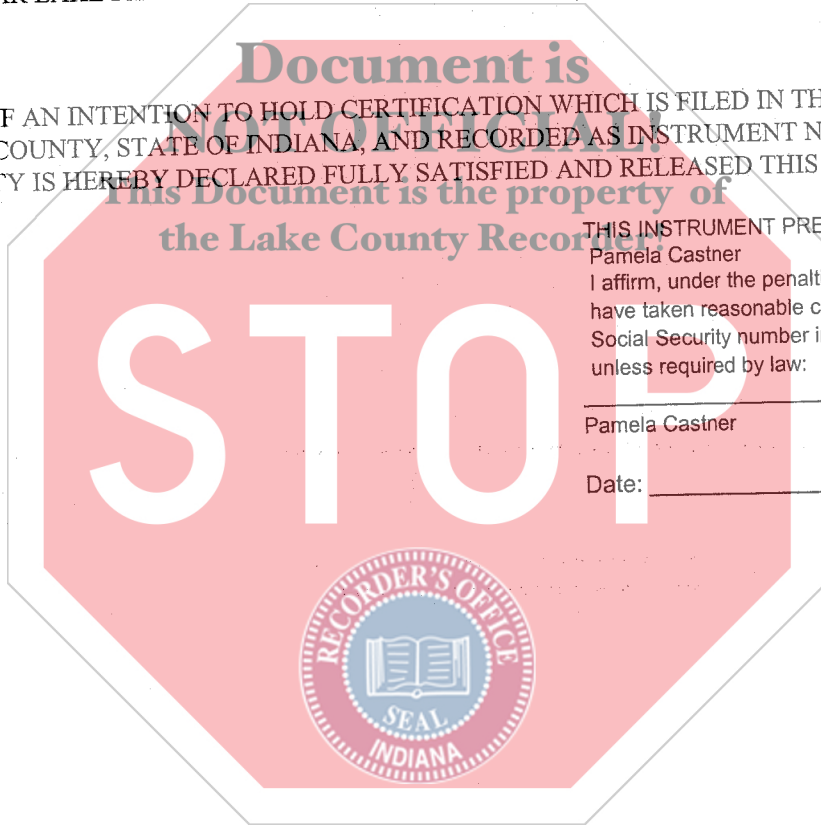 Document is
F AN INTENTION TO HOLD CERTIFICATION WHICH IS FILED IN TH
NOT OFFICIAL!
COUNTY, STATE OF INDIANA, AND RECORDED AS INSTRUMENT N
TY IS HEREBY DECLARED FULLY SATISFIED AND RELEASED THIS
This Document is the property of
the Lake County Recorder!
THIS INSTRUMENT PRE
Pamela Castner
I affirm, under the penalt
have taken reasonable c
Social Security number i
unless required by law:
STOP
Pamela Castner
Date:
RECORDER'S OFFICE
SEAL
INDIANA